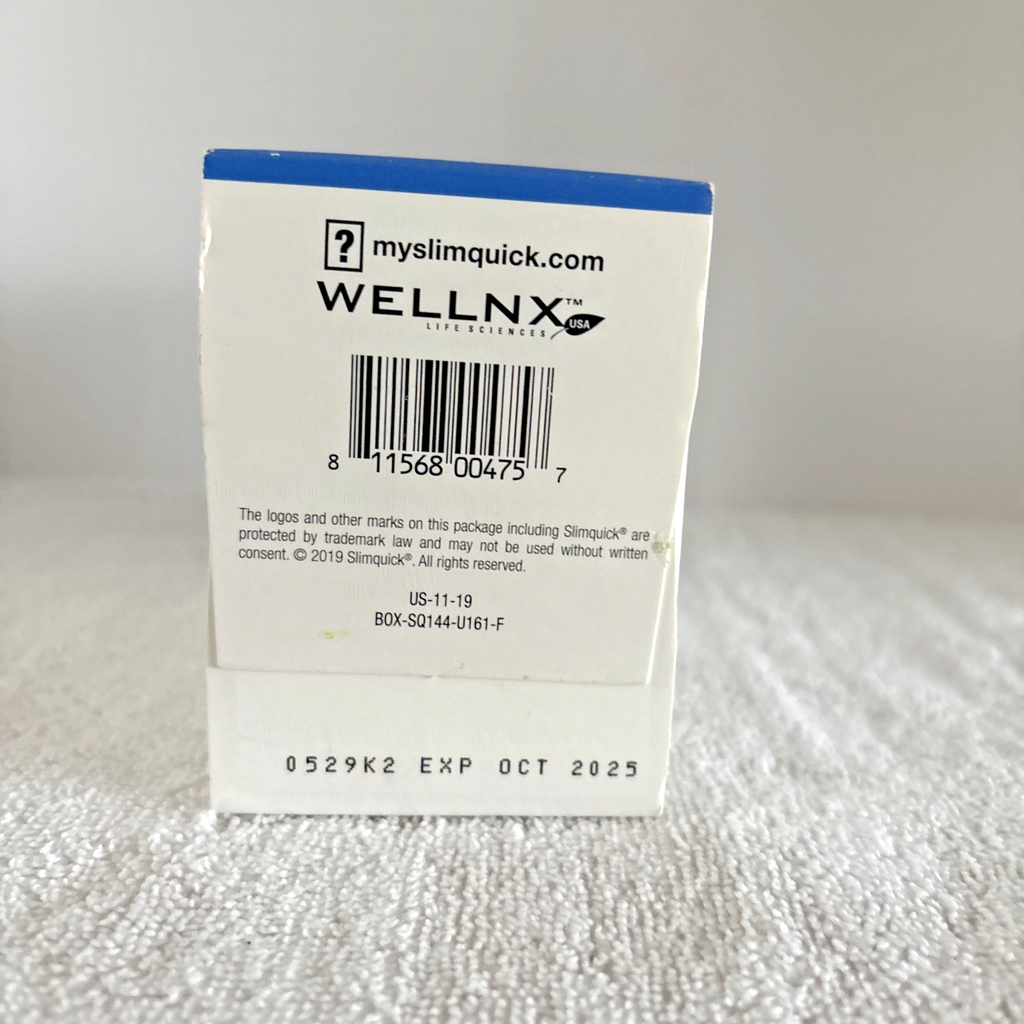 ? myslimquick.com
WELLNX™
LIFE SCIENCES USA
8 11568 00475 7
The logos and other marks on this package including Slimquick® are
protected by trademark law and may not be used without written
consent. © 2019 Slimquick®. All rights reserved.
US-11-19
BOX-SQ144-U161-F
0529K2 EXP OCT 2025